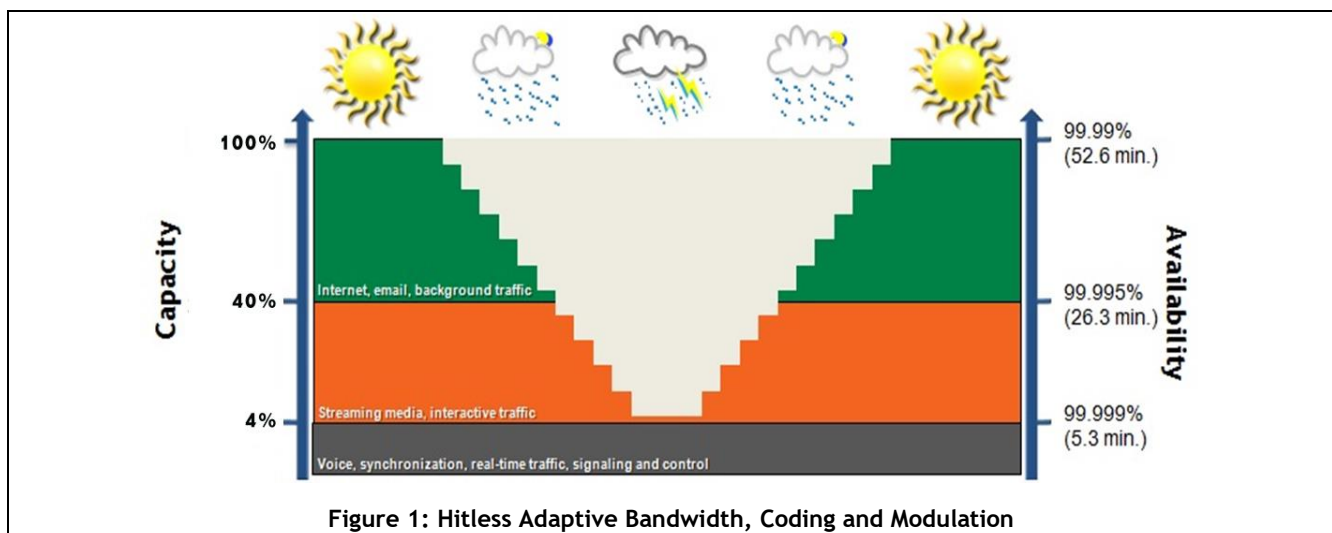 100%
40%
4%
Capacity
Internet, email, background traffic
Streaming media, interactive traffic
Voice, synchronization, real-time traffic, signaling and control
99.99%
(52.6 min.)
99.995%
(26.3 min.)
99.999%
(5.3 min.)
Availability
Figure 1: Hitless Adaptive Bandwidth, Coding and Modulation